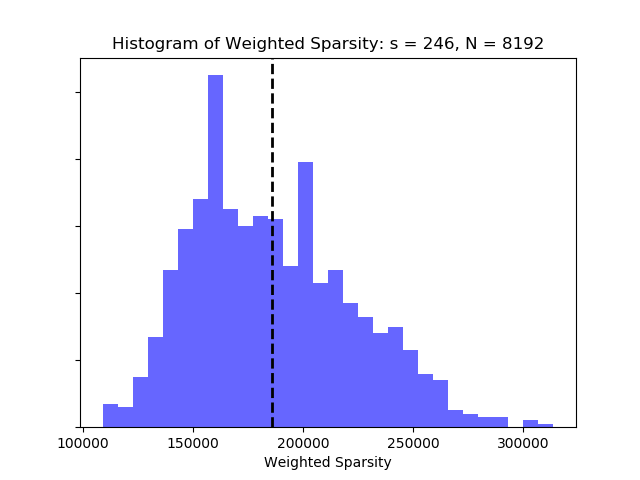 Histogram of Weighted Sparsity: s = 246, N = 8192
100000 150000 200000 250000 300000
Weighted Sparsity